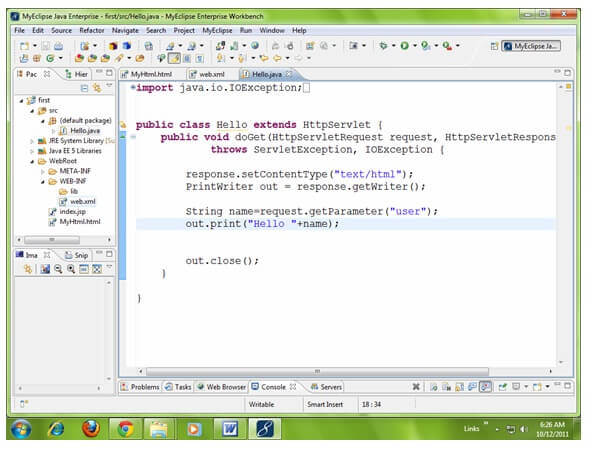 MyEclipse Java Enterprise - first/src/Hello.java - MyEclipse Enterprise Workbench
File Edit Source Refactor Navigate Search Project MyEclipse Run Window Help
MyEclipse Ja...
Pac Hier
MyHtml.html web.xml Hello.java
first
src
(default package)
Hello.java
JRE System Library [Su
Java EE 5 Libraries
WebRoot
META-INF
WEB-INF
lib
web.xml
index.jsp
MyHtml.html
Ima Snip
import java.io.IOException;
public class Hello extends HttpServlet {
public void doGet(HttpServletRequest request, HttpServletRespons
throws ServletException, IOException {
response.setContentType("text/html");
PrintWriter out = response.getWriter();
String name=request.getParameter("user");
out.print("Hello "+name);
out.close();
}
}
Problems Tasks Web Browser Console Servers
Writable Smart Insert 18 : 34
Links
6:26 AM
10/12/2011